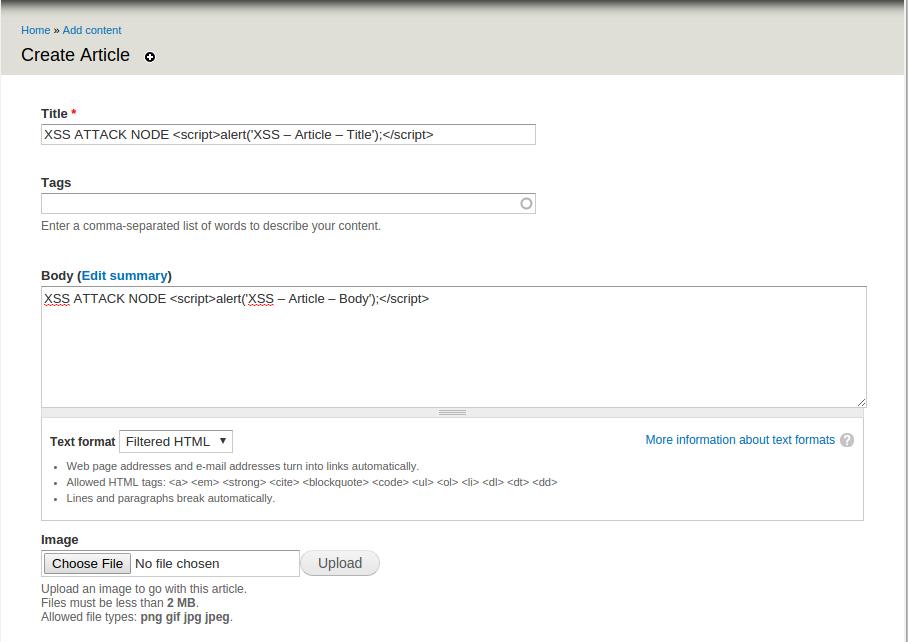 Home » Add content
Create Article
Title *
XSS ATTACK NODE <script>alert('XSS – Article – Title');</script>
Tags
Enter a comma-separated list of words to describe your content.
Body (Edit summary)
XSS ATTACK NODE <script>alert('XSS – Article – Body');</script>
Text format Filtered HTML ▼ More information about text formats ?
• Web page addresses and e-mail addresses turn into links automatically.
• Allowed HTML tags: <a> <em> <strong> <cite> <blockquote> <code> <ul> <ol> <li> <dl> <dt> <dd>
• Lines and paragraphs break automatically.
Image
Choose File No file chosen Upload
Upload an image to go with this article.
Files must be less than 2 MB.
Allowed file types: png gif jpg jpeg.